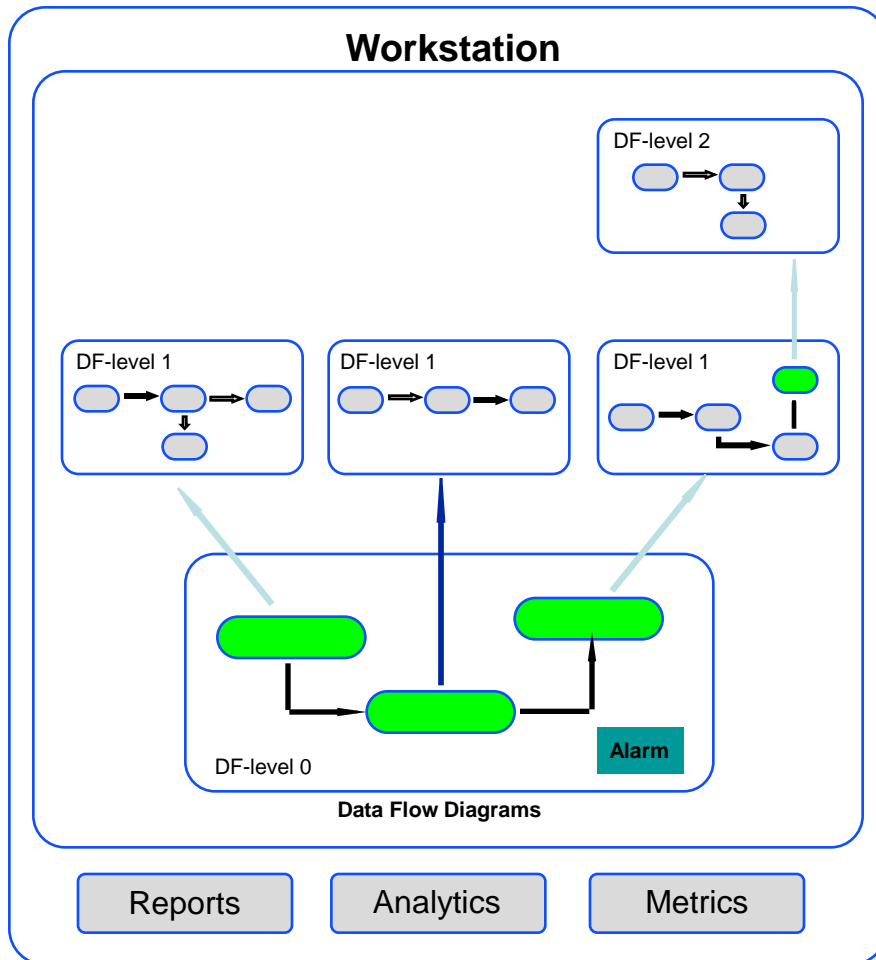 Workstation
DF-level 2
DF-level 1
DF-level 1
DF-level 1
Alarm
DF-level 0
Data Flow Diagrams
Reports
Analytics
Metrics